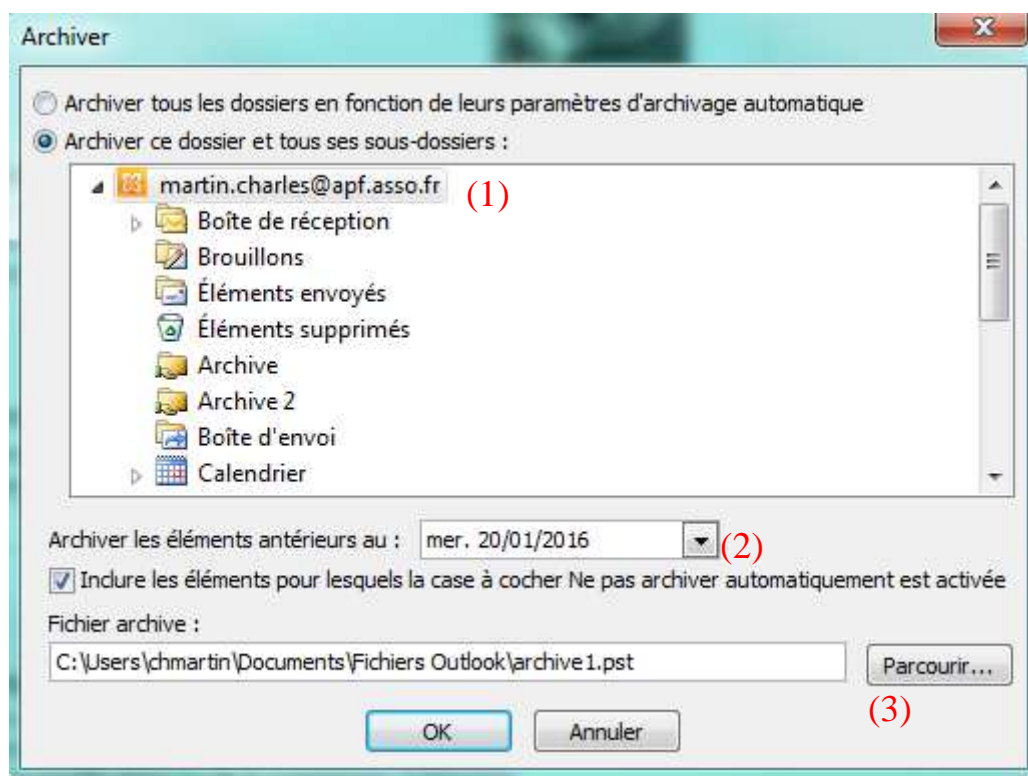 Archiver
Archiver tous les dossiers en fonction de leurs paramètres d'archivage automatique
Archiver ce dossier et tous ses sous-dossiers :
martin.charles@apf.asso.fr (1)
Boîte de réception
Brouillons
Éléments envoyés
Éléments supprimés
Archive
Archive 2
Boîte d'envoi
Calendrier
Archiver les éléments antérieurs au : mer. 20/01/2016 (2)
Inclure les éléments pour lesquels la case à cocher Ne pas archiver automatiquement est activée
Fichier archive :
C:\Users\chmartin\Documents\Fichiers Outlook\archive1.pst Parcourir...
(3)
OK Annuler